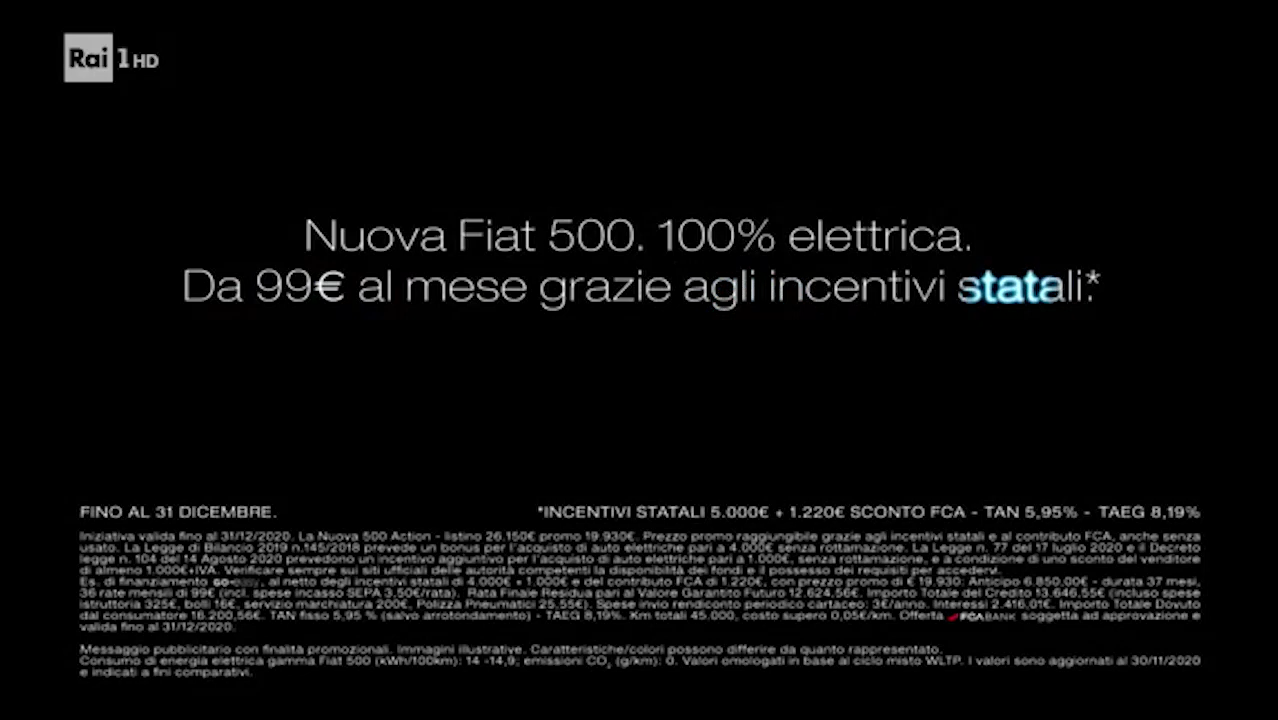 Rai 1 HD
Nuova Fiat 500. 100% elettrica.
Da 99€ al mese grazie agli incentivi statali.*
FINO AL 31 DICEMBRE. *INCENTIVI STATALI 5.000€ + 1.220€ SCONTO FCA - TAN 5,95% - TAEG 8,19%
Iniziativa valida fino al 31/12/2020. La Nuova 500 Action - listino 26.150€ promo 19.930€. Prezzo promo raggiungibile grazie agli incentivi statali e al contributo FCA, anche senza
usato. La Legge di Bilancio 2019 n.145/2018 prevede un bonus per l'acquisto di auto elettriche pari a 4.000€ senza rottamazione. La Legge n. 77 del 17 luglio 2020 e il Decreto
legge n. 104 del 14 Agosto 2020 prevedono un incentivo aggiuntivo per l'acquisto di auto elettriche pari a 1.000€, senza rottamazione, e a condizione di uno sconto del venditore
di almeno 1.000€+IVA. Verificare sempre sui siti ufficiali delle autorità competenti la disponibilità dei fondi e il possesso dei requisiti per accedervi.
Es. di finanziamento so-, al netto degli incentivi statali di 4.000€ + 1.000€ e del contributo FCA di 1.220€, con prezzo promo di € 19.930: Anticipo 6.850,00€ - durata 37 mesi,
36 rate mensili di 99€ (incl. spese incasso SEPA 3,50€/rata). Rata Finale Residua pari al Valore Garantito Futuro 12.624,56€. Importo Totale del Credito 13.646,55€ (incluso spese
istruttoria 325€, bolli 16€, servizio marchiatura 200€, Polizza Pneumatici 25,55€). Spese invio rendiconto periodico cartaceo: 3€/anno. Interessi 2.416,01€. Importo Totale Dovuto
dal consumatore 16.200,56€. TAN fisso 5,95 % (salvo arrotondamento) - TAEG 8,19%. Km totali 45.000, costo supero 0,05€/km. Offerta FCA BANK soggetta ad approvazione e
valida fino al 31/12/2020.
Messaggio pubblicitario con finalità promozionali. Immagini illustrative. Caratteristiche/colori possono differire da quanto rappresentato.
Consumo di energia elettrica gamma Fiat 500 (kWh/100km): 14 -14,9; emissioni CO₂ (g/km): 0. Valori omologati in base al ciclo misto WLTP. I valori sono aggiornati al 30/11/2020
e indicati a fini comparativi.